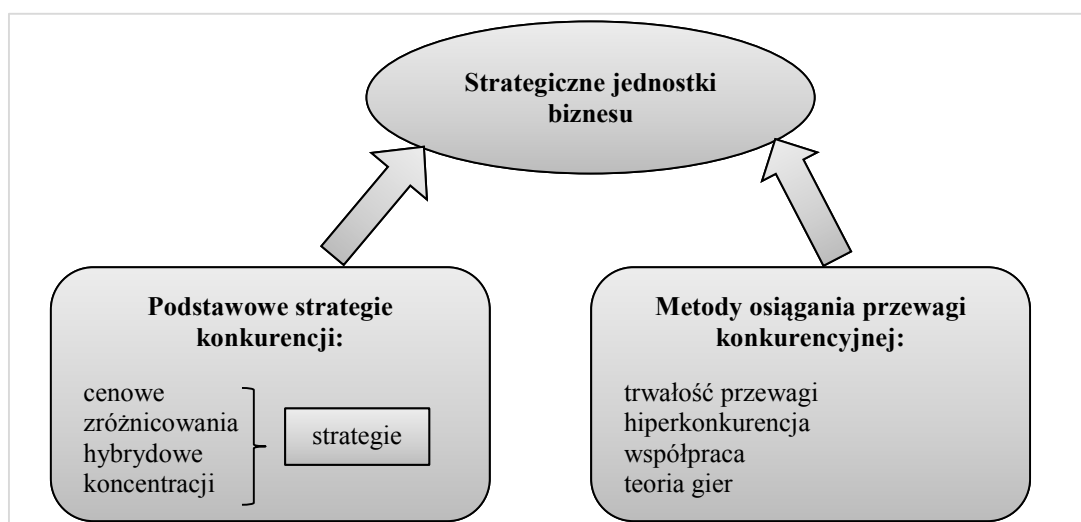 Strategiczne jednostki
biznesu
Podstawowe strategie
konkurencji:
cenowe
zróżnicowania
hybrydowe
koncentracji
strategie
Metody osiągania przewagi
konkurencyjnej:
trwałość przewagi
hiperkonkurencja
współpraca
teoria gier